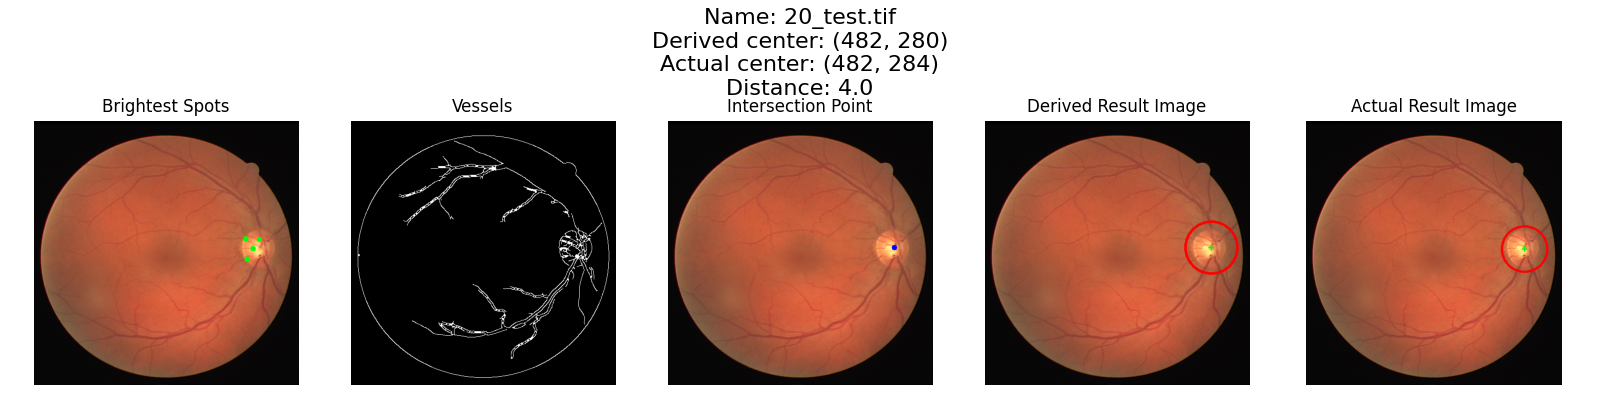 Name: 20_test.tif
Derived center: (482, 280)
Actual center: (482, 284)
Distance: 4.0
Brightest Spots
Vessels
Intersection Point
Derived Result Image
Actual Result Image